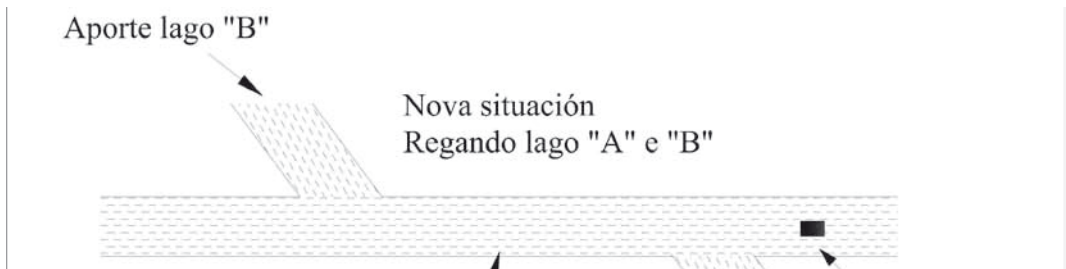 Aporte lago "B"
Nova situación
Regando lago "A" e "B"